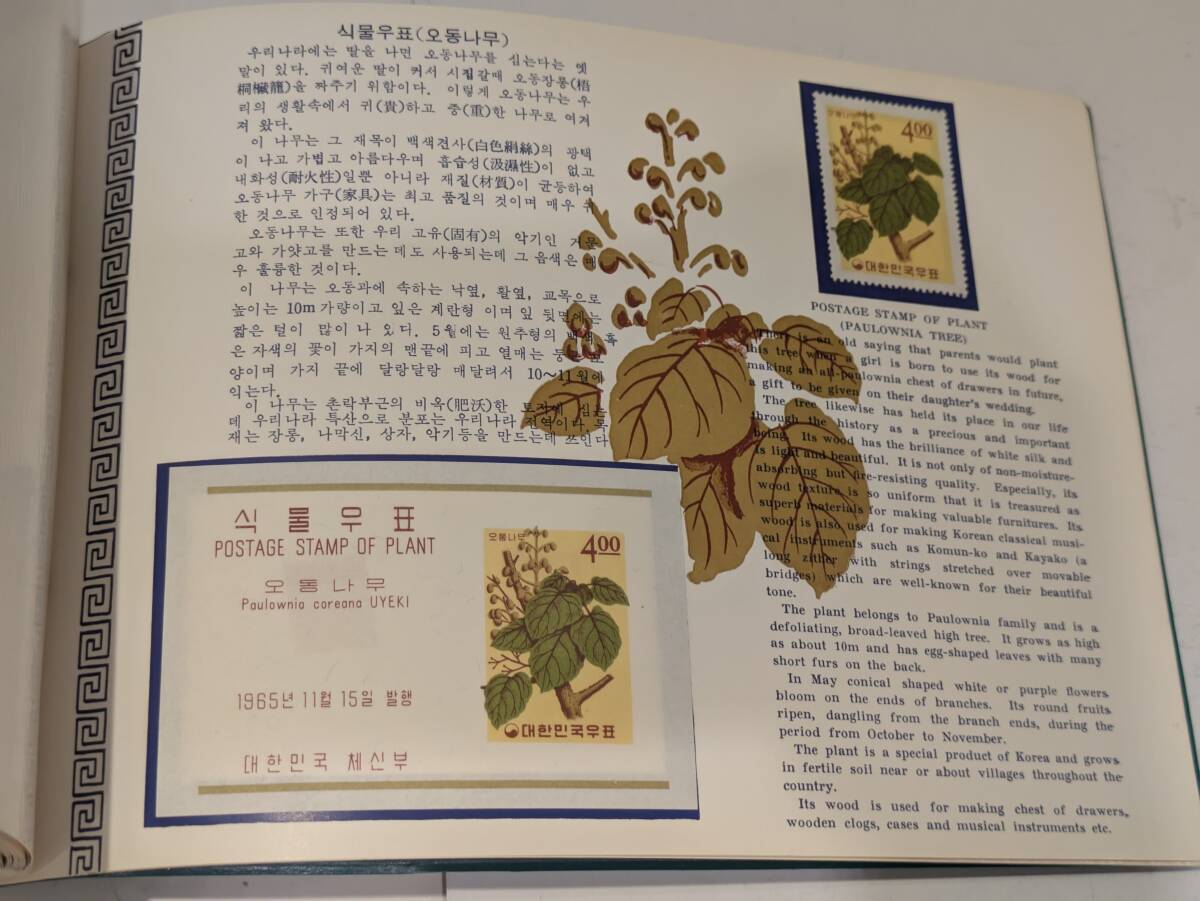 식물우표(오동나무)
우리나라에는 딸을 나면 오동나무를 심는다는 옛
말이 있다. 귀여운 딸이 커서 시집갈때 오동장롱(梧
桐欌籠)을 짜주기 위함이다. 이렇게 오동나무는 우
리의 생활속에서 귀(貴)하고 중(重)한 나무로 여겨
져 왔다.
이 나무는 그 재목이 백색견사(白色絹絲)의 광택
이 나고 가볍고 아름다우며 흡습성(汲濕性)이 없고
내화성(耐火性)일뿐 아니라 재질(材質)이 균등하여
오동나무 가구(家具)는 최고 품질의 것이며 매우
한 것으로 인정되어 있다.
오동나무는 또한 우리 고유(固有)의 악기인 거문
고와 가얏고를 만드는 데도 사용되는데 그 음색은 매
우 훌륭한 것이다.
이 나무는 오동과에 속하는 낙옆, 활옆, 교목으로
높이는 10m 가량이고 잎은 계란형 이며 잎 뒷면에는
짧은 털이 많이 나 있다. 5월에는 원추형의 백색 혹
은 자색의 꽃이 가지의 맨끝에 피고 열매는
양이며 가지 끝에 달랑달랑 매달려서 10〜11월에
익는다.
이 나무는 촌락부근의 비옥(肥沃)한 토지에 심는
데 우리나라 특산으로 분포는 우리나라 전역이다 목
재는 장롱, 나막신, 상자, 악기등을 만드는데 쓰인다
식물우표
POSTAGE STAMP OF PLANT
오동나무
Paulownia coreana UYEKI
1965년 11월 15일 발행
대한민국 체신부
오동나무
4.00
대한민국우표
오동나무
4.00
대한민국우표
POSTAGE STAMP OF PLANT
(PAULOWNIA TREE)
There is an old saying that parents would plant
this tree when a girl is born to use its wood for
making an all-paulownia chest of drawers in future,
a gift to be given on their daughter's wedding.
The tree likewise has held its place in our life
through the history as a precious and important
being. Its wood has the brilliance of white silk and
is light and beautiful. It is not only of non-moisture-
absorbing but fire-resisting quality. Especially, its
wood texture is so uniform that it is treasured as
superb materials for making valuable furnitures. Its
wood is also used for making Korean classical musi-
cal instruments such as Komun-ko and Kayako (a
long zither with strings stretched over movable
bridges) which are well-known for their beautiful
tone.
The plant belongs to Paulownia family and is a
defoliating, broad-leaved high tree. It grows as high
as about 10m and has egg-shaped leaves with many
short furs on the back.
In May conical shaped white or purple flowers
bloom on the ends of branches. Its round fruits
ripen, dangling from the branch ends, during the
period from October to November.
The plant is a special product of Korea and grows
in fertile soil near or about villages throughout the
country.
Its wood is used for making chest of drawers,
wooden clogs, cases and musical instruments etc.